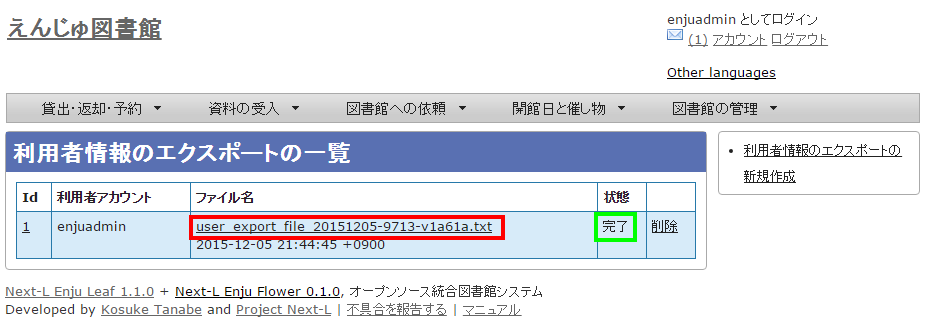 えんじゅ図書館
enjuadmin としてログイン
(1) アカウント ログアウト
Other languages
貸出・返却・予約 ▼ 資料の受入 ▼ 図書館への依頼 ▼ 開館日と催し物 ▼ 図書館の管理 ▼
利用者情報のエクスポートの一覧
Id 利用者アカウント ファイル名 状態
1 enjuadmin user_export_file_20151205-9713-v1a61a.txt 完了 削除
2015-12-05 21:44:45 +0900
• 利用者情報のエクスポートの
新規作成
Next-L Enju Leaf 1.1.0 + Next-L Enju Flower 0.1.0, オープンソース統合図書館システム
Developed by Kosuke Tanabe and Project Next-L | 不具合を報告する | マニュアル